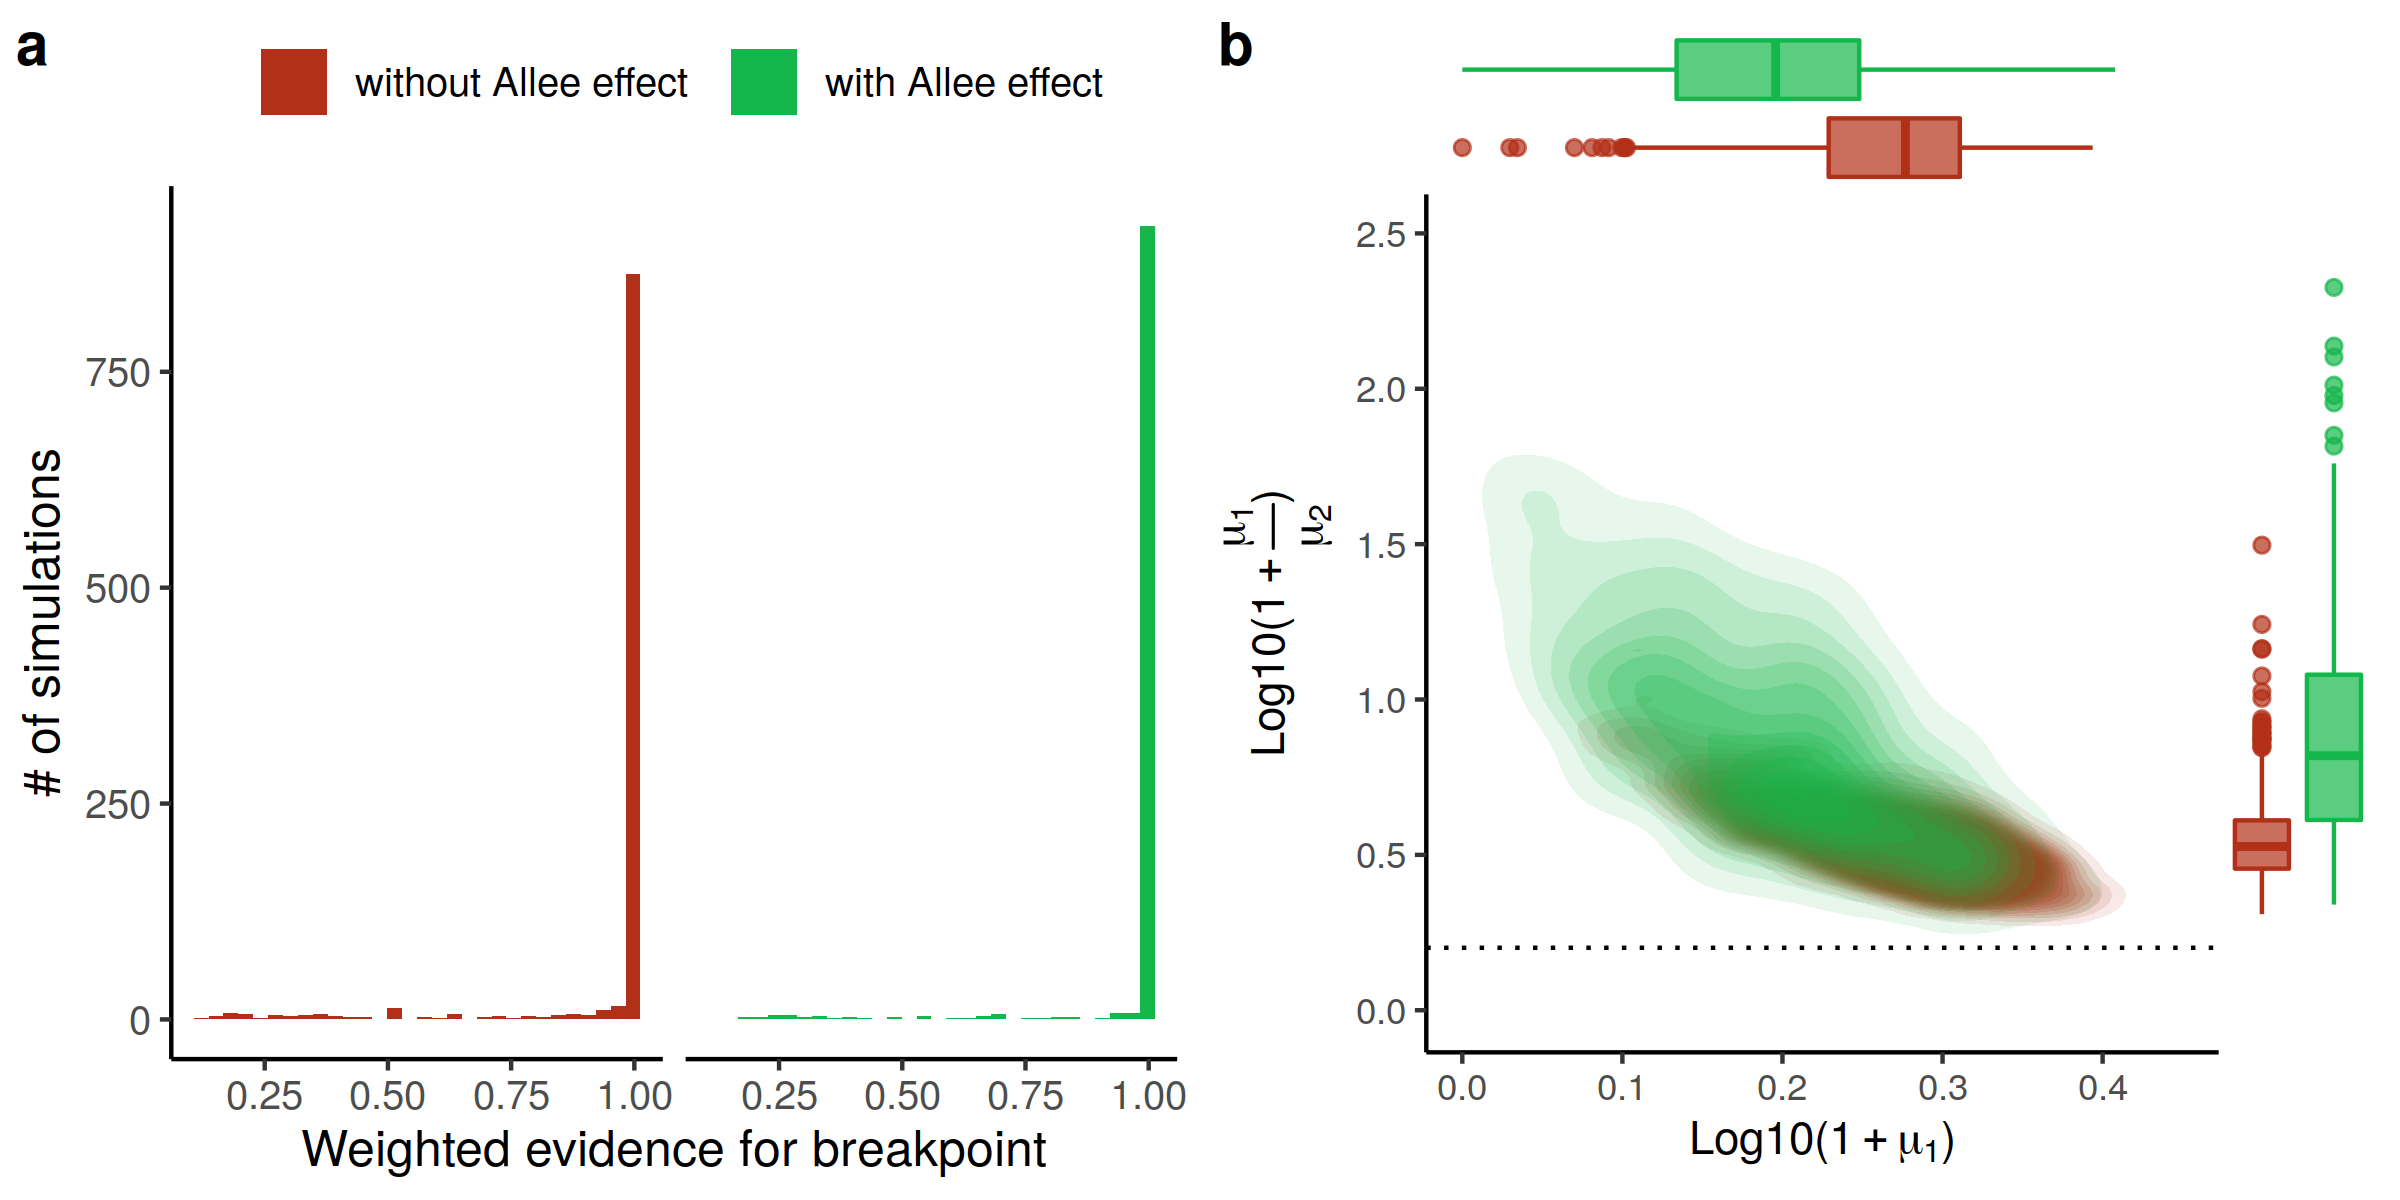 a
without Allee effect
with Allee effect
# of simulations
750
500
250
0
0.25 0.50 0.75 1.00
0.25 0.50 0.75 1.00
Weighted evidence for breakpoint
b
Log10(1 + μ1/μ2)
2.5
2.0
1.5
1.0
0.5
0.0
0.0 0.1 0.2 0.3 0.4
Log10(1 + μ1)